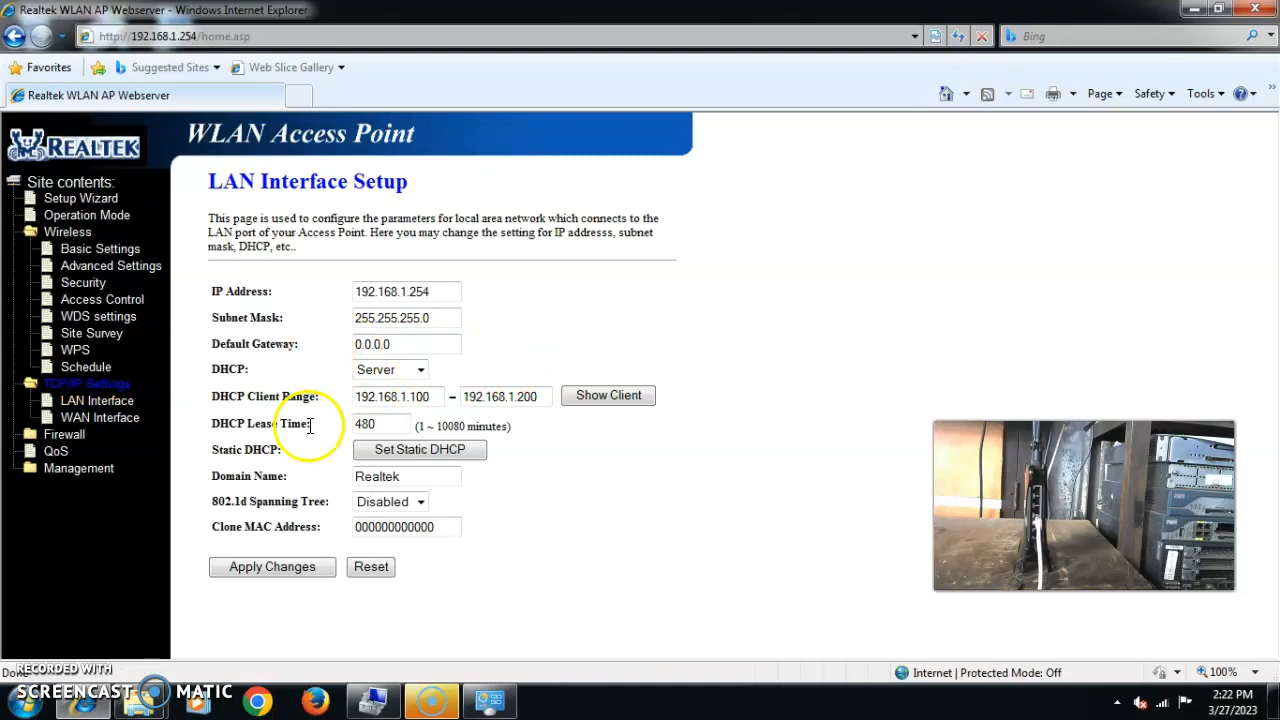 Realtek WLAN AP Webserver - Windows Internet Explorer
http://192.168.1.254/home.asp
Bing
Favorites
Suggested Sites
Web Slice Gallery
Realtek WLAN AP Webserver
Page
Safety
Tools
REALTEK
WLAN Access Point
Site contents:
Setup Wizard
Operation Mode
Wireless
Basic Settings
Advanced Settings
Security
Access Control
WDS settings
Site Survey
WPS
Schedule
TCP/IP Settings
LAN Interface
WAN Interface
Firewall
QoS
Management
LAN Interface Setup
This page is used to configure the parameters for local area network which connects to the
LAN port of your Access Point. Here you may change the setting for IP addresss, subnet
mask, DHCP, etc..
IP Address: 192.168.1.254
Subnet Mask: 255.255.255.0
Default Gateway: 0.0.0.0
DHCP: Server
DHCP Client Range: 192.168.1.100 – 192.168.1.200 Show Client
DHCP Lease Time: 480 (1 ~ 10080 minutes)
Static DHCP: Set Static DHCP
Domain Name: Realtek
802.1d Spanning Tree: Disabled
Clone MAC Address: 000000000000
Apply Changes Reset
Done
Internet | Protected Mode: Off
100%
RECORDED WITH
SCREENCAST MATIC
2:22 PM
3/27/2023